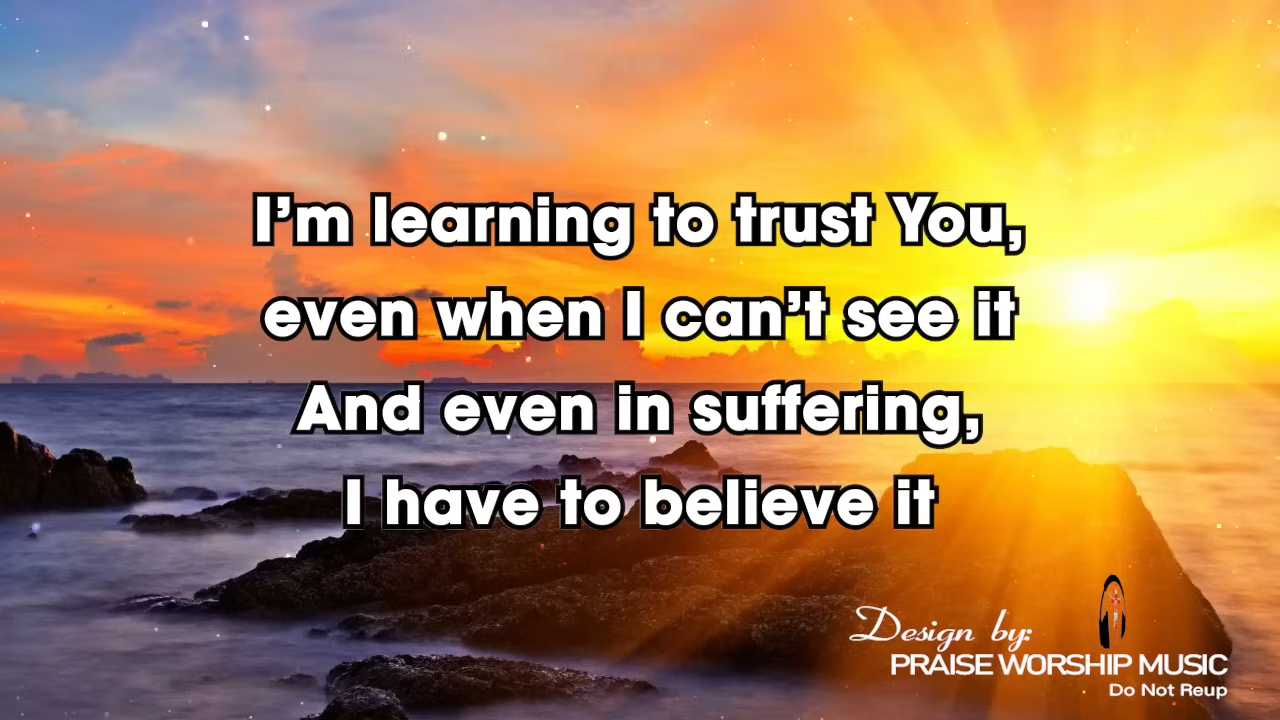 I’m learning to trust You,
even when I can’t see it
And even in suffering,
I have to believe it
Design by:
PRAISE WORSHIP MUSIC
Do Not Reup